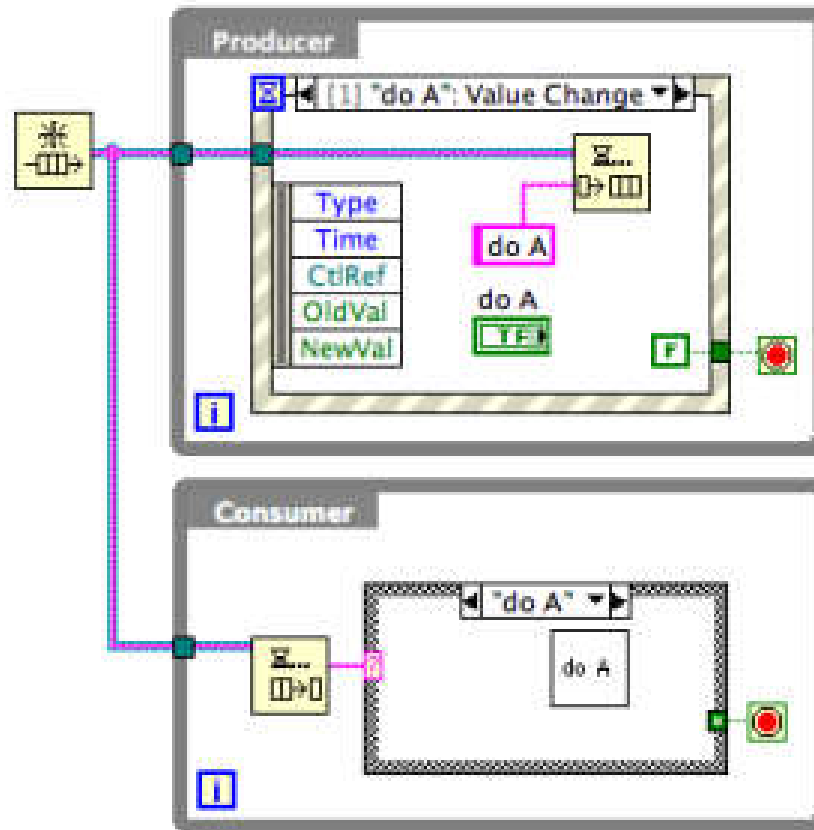 Producer
[1] "do A": Value Change
Type
Time
CtlRef
OldVal
NewVal
do A
do A
TF
F
i
Consumer
"do A"
do A
?
i